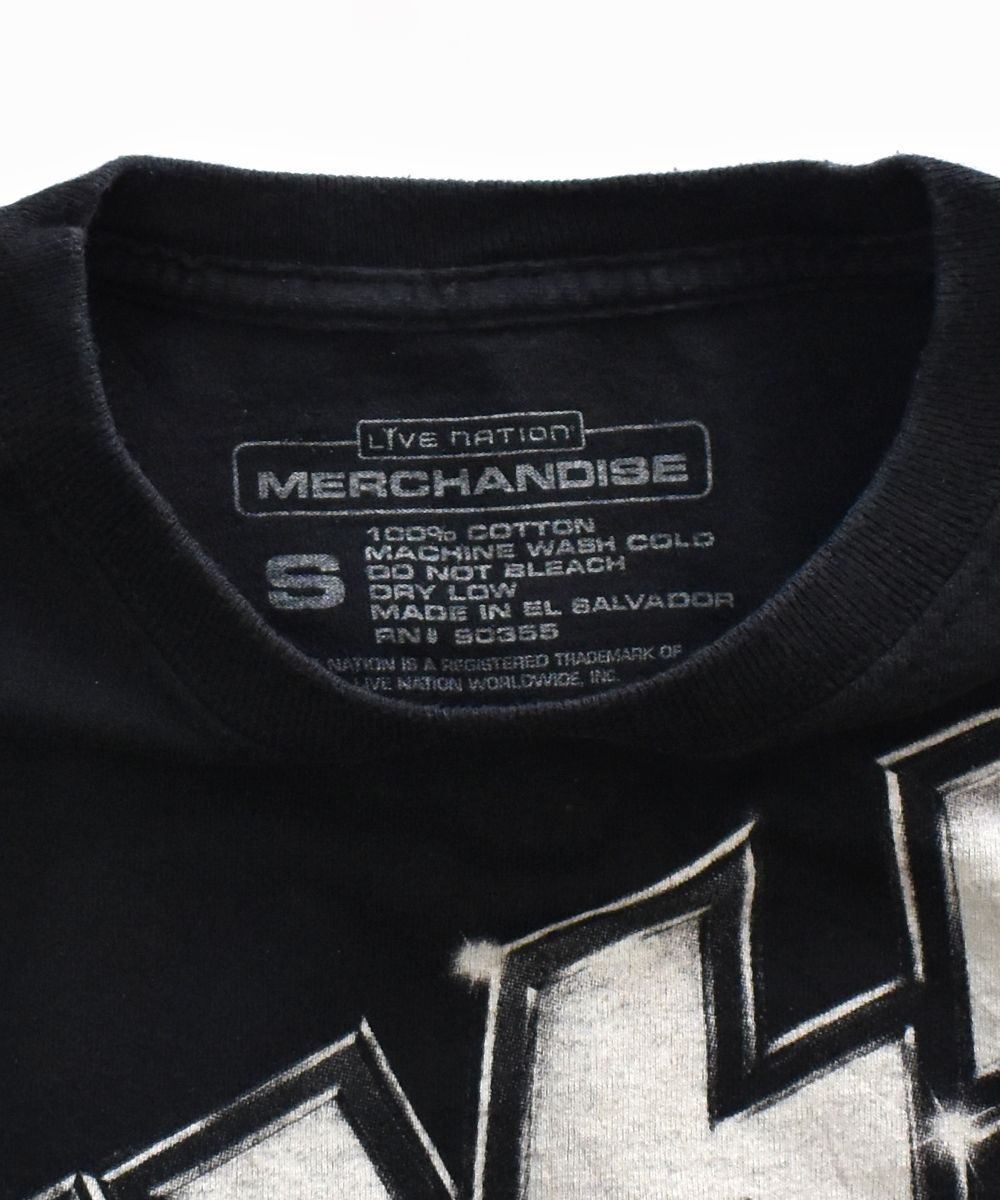 LIVE NATION
MERCHANDISE
S
100% COTTON
MACHINE WASH COLD
DO NOT BLEACH
DRY LOW
MADE IN EL SALVADOR
RN# 90355
NATION IS A REGISTERED TRADEMARK OF
LIVE NATION WORLDWIDE, INC.